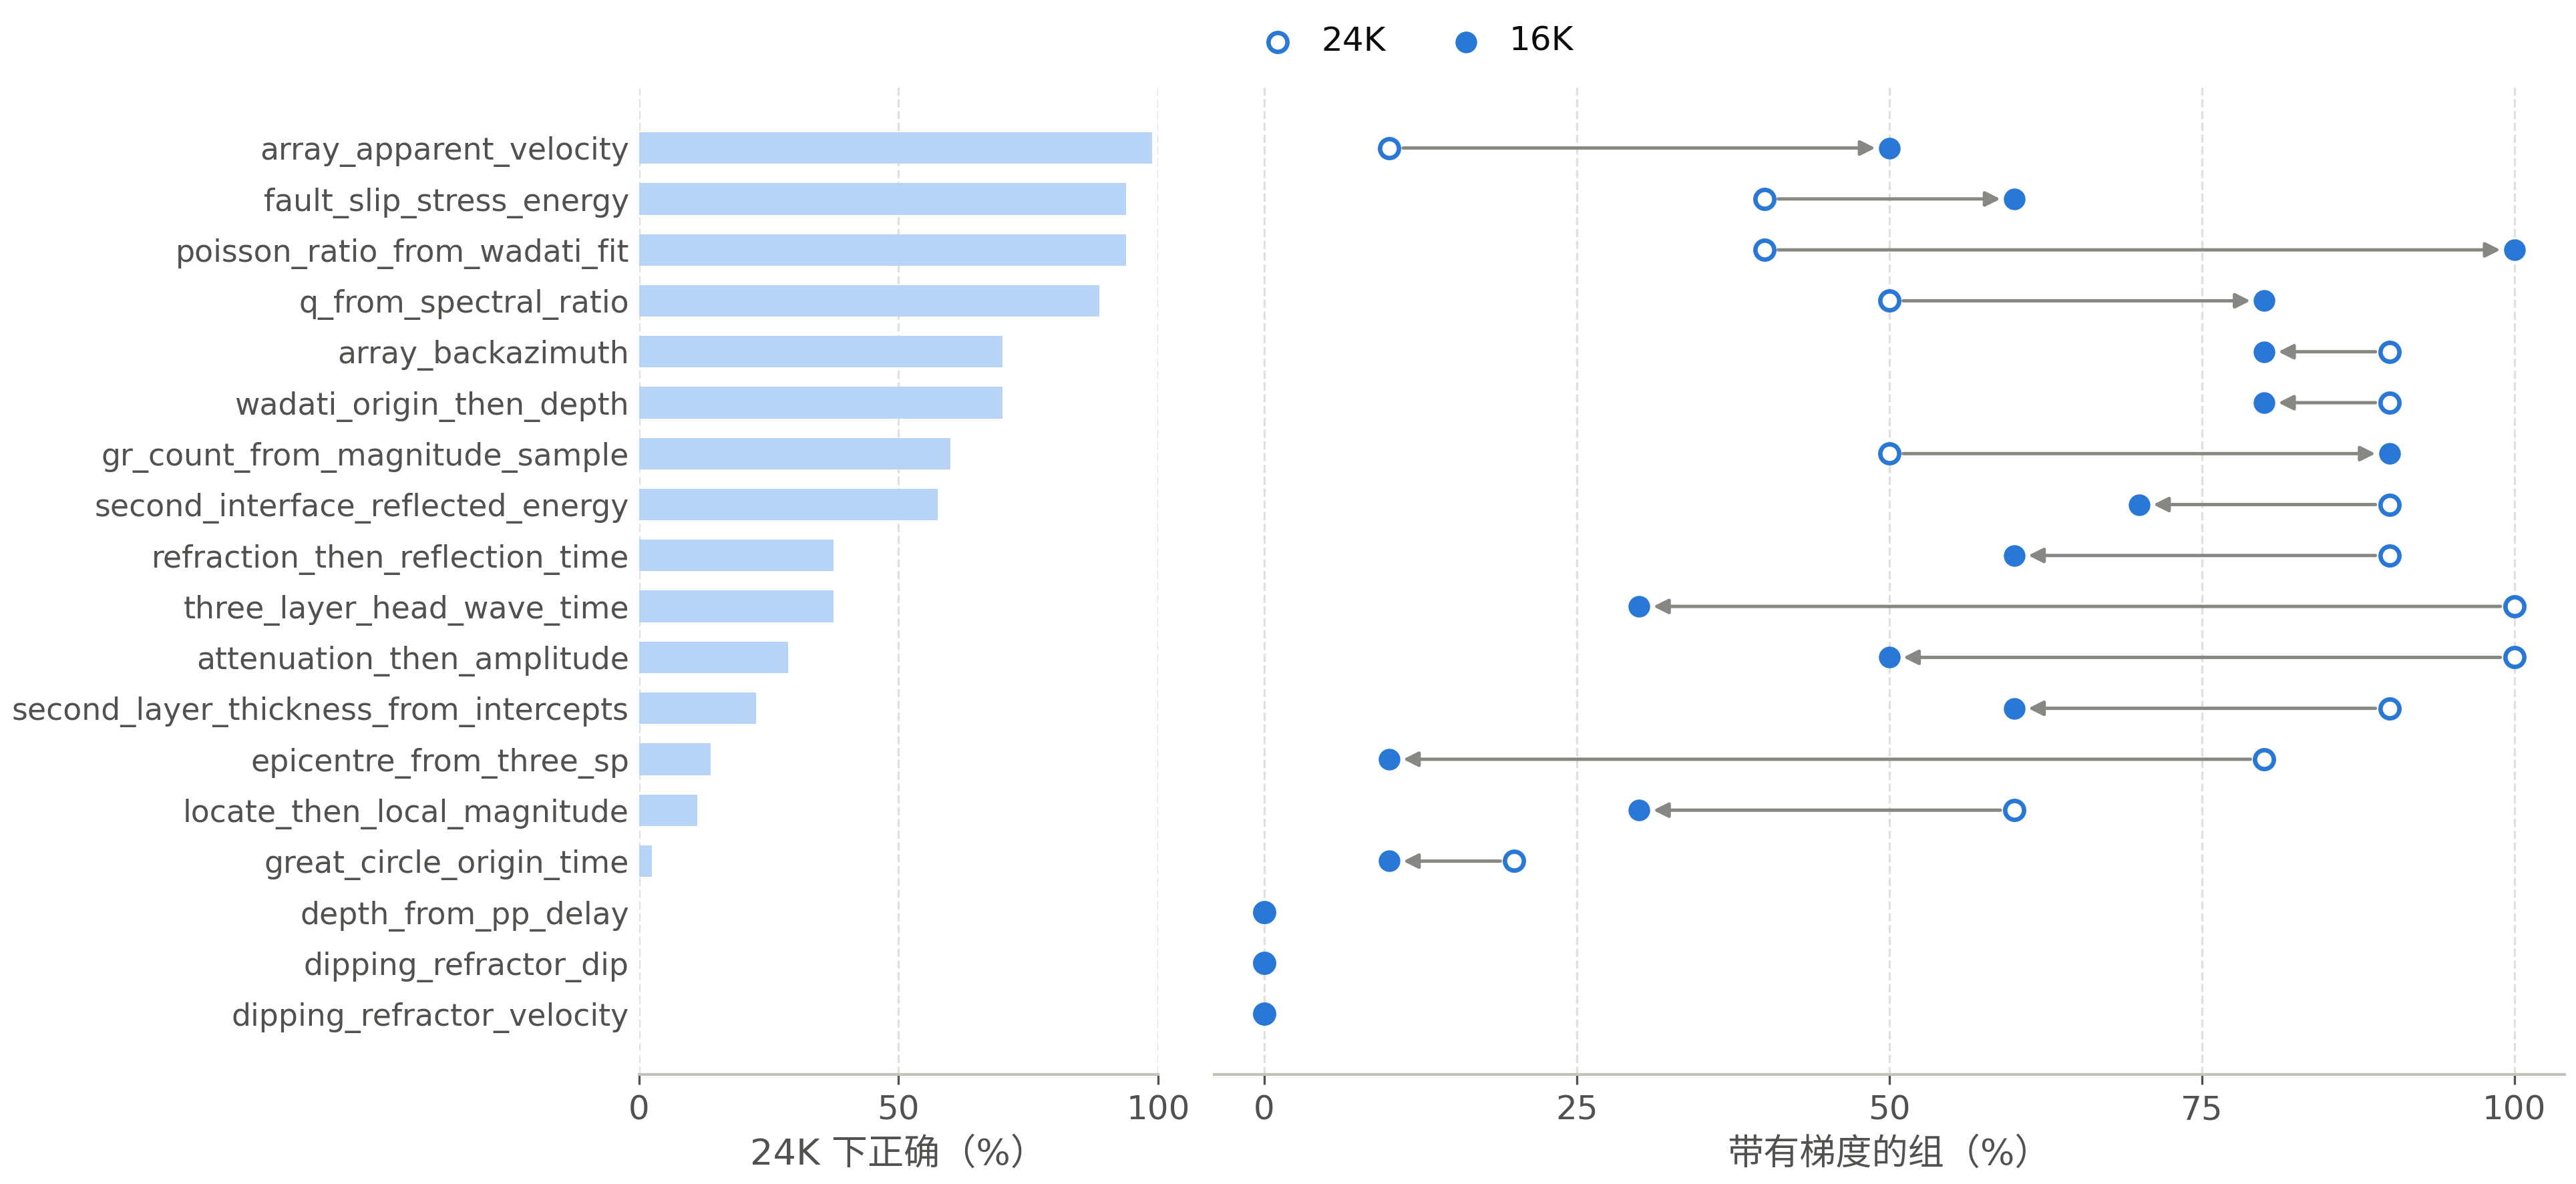 24K 16K
array_apparent_velocity
fault_slip_stress_energy
poisson_ratio_from_wadati_fit
q_from_spectral_ratio
array_backazimuth
wadati_origin_then_depth
gr_count_from_magnitude_sample
second_interface_reflected_energy
refraction_then_reflection_time
three_layer_head_wave_time
attenuation_then_amplitude
second_layer_thickness_from_intercepts
epicentre_from_three_sp
locate_then_local_magnitude
great_circle_origin_time
depth_from_pp_delay
dipping_refractor_dip
dipping_refractor_velocity
0 50 100 0 25 50 75 100
24K 下正确（%） 带有梯度的组（%）